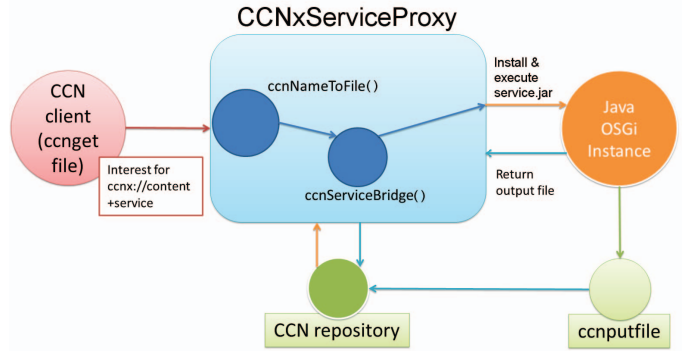 CCNxServiceProxy
CCN
client
(ccnget
file)
Interest for
ccnx://content
+service
ccnNameToFile()
ccnServiceBridge()
Install &
execute
service.jar
Java
OSGi
Instance
Return
output file
CCN repository
ccnputfile